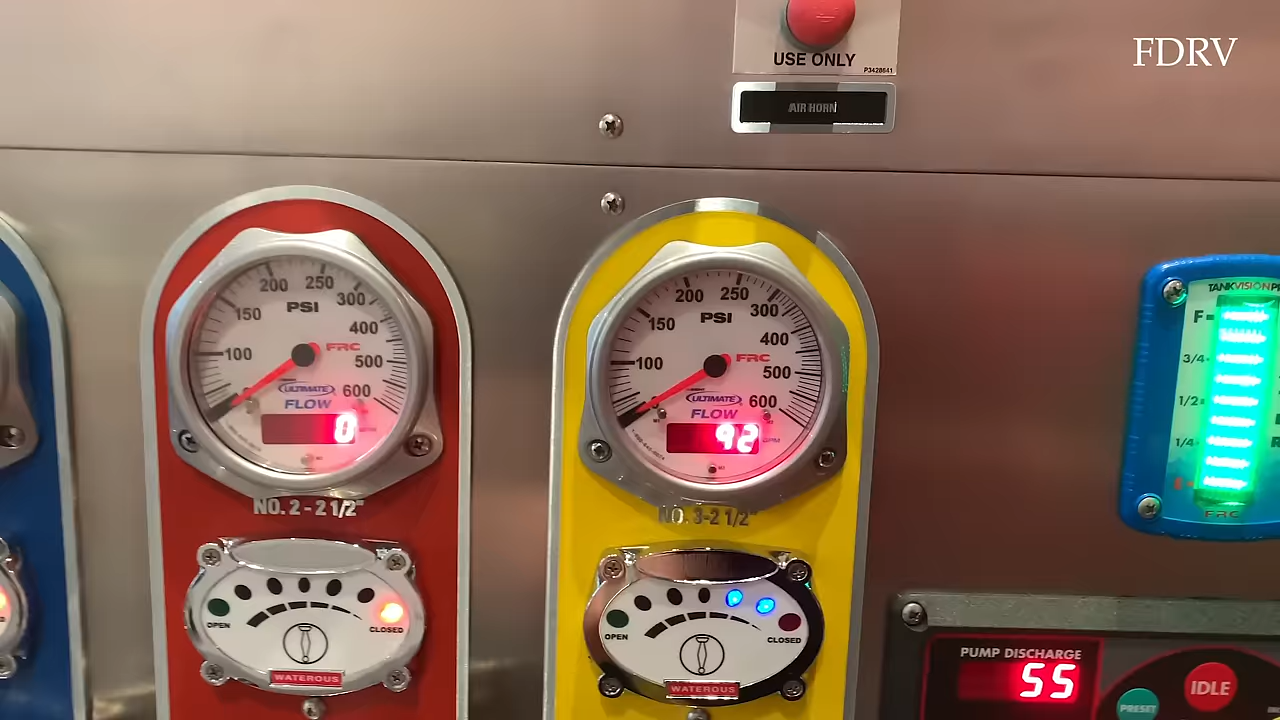 FDRV
USE ONLY
P3428641
AIR HORN
200 250
150 PSI 300
400
100 FRC
500
ULTIMATE 600
FLOW
0
NO. 2 - 2 1/2"
OPEN CLOSED
WATEROUS
200 250
150 PSI 300
400
100 FRC
500
ULTIMATE 600
FLOW
92 GPM
NO. 3-2 1/2"
OPEN CLOSED
WATEROUS
TANKVISION
F
3/4
1/2
1/4
E
FRC
PUMP DISCHARGE
55
IDLE
PRESET